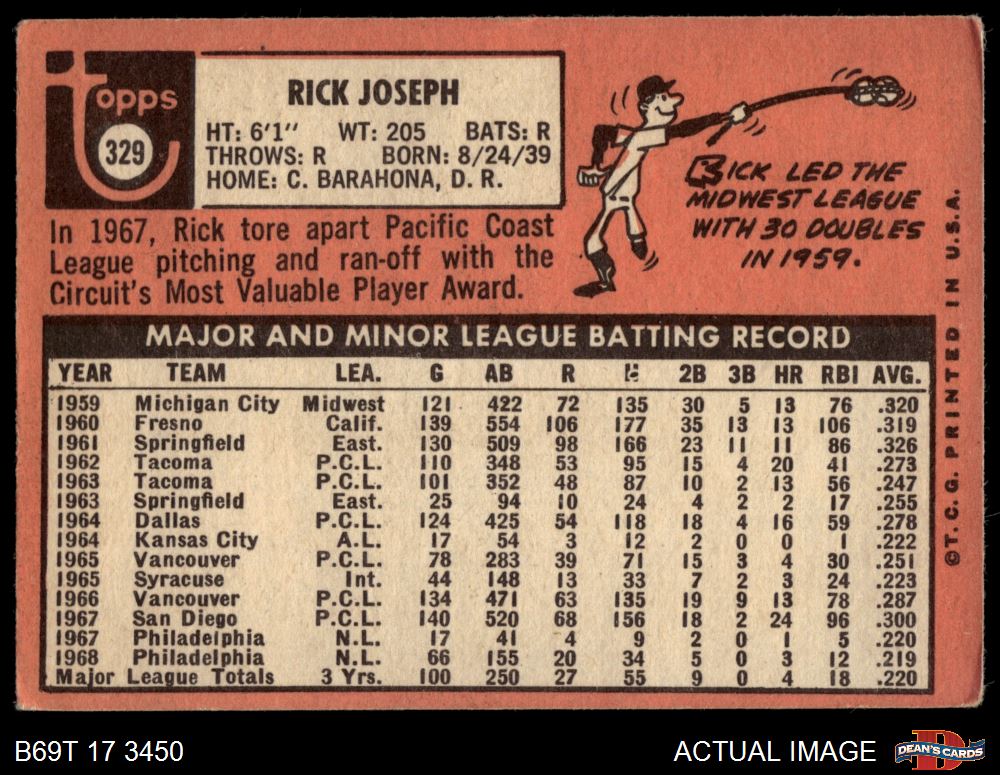 Topps
329
RICK JOSEPH
HT: 6'1" WT: 205 BATS: R
THROWS: R BORN: 8/24/39
HOME: C. BARAHONA, D. R.
In 1967, Rick tore apart Pacific Coast
League pitching and ran-off with the
Circuit's Most Valuable Player Award.
RICK LED THE
MIDWEST LEAGUE
WITH 30 DOUBLES
IN 1959.
MAJOR AND MINOR LEAGUE BATTING RECORD
YEAR TEAM LEA. G AB R H 2B 3B HR RBI AVG.
1959 Michigan City Midwest 121 422 72 135 30 5 13 76 .320
1960 Fresno Calif. 139 554 106 177 35 13 13 106 .319
1961 Springfield East. 130 509 98 166 23 11 11 86 .326
1962 Tacoma P.C.L. 110 348 53 95 15 4 20 41 .273
1963 Tacoma P.C.L. 101 352 48 87 10 2 13 56 .247
1963 Springfield East. 25 94 10 24 4 2 2 17 .255
1964 Dallas P.C.L. 124 425 54 118 18 4 16 59 .278
1964 Kansas City A.L. 17 54 3 12 2 0 0 1 .222
1965 Vancouver P.C.L. 78 283 39 71 15 3 4 30 .251
1965 Syracuse Int. 44 148 13 33 7 2 3 24 .223
1966 Vancouver P.C.L. 134 471 63 135 19 9 13 78 .287
1967 San Diego P.C.L. 140 520 68 156 18 2 24 96 .300
1967 Philadelphia N.L. 17 41 4 9 2 0 1 5 .220
1968 Philadelphia N.L. 66 155 20 34 5 0 3 12 .219
Major League Totals 3 Yrs. 100 250 27 55 9 0 4 18 .220
©T. C. G. PRINTED IN U.S.A.
B69T 17 3450
ACTUAL IMAGE
DEAN'S CARDS